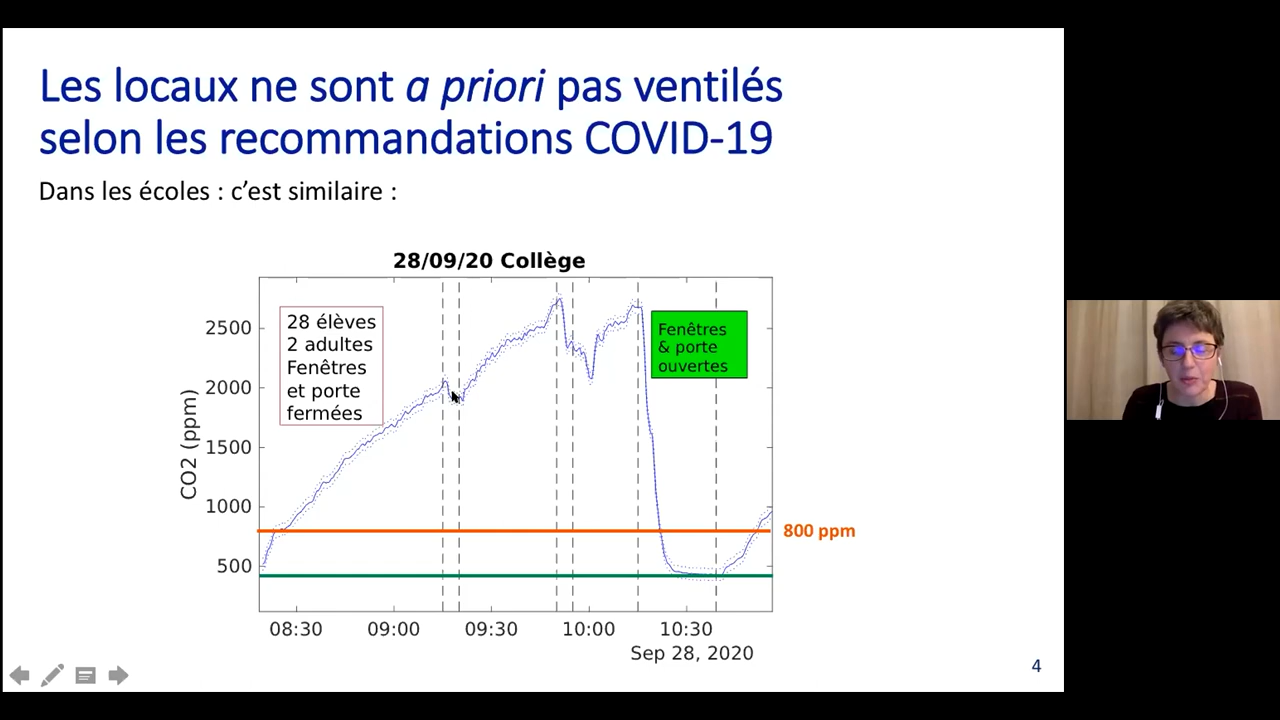 Les locaux ne sont a priori pas ventilés
selon les recommandations COVID-19
Dans les écoles : c’est similaire :
28/09/20 Collège
28 élèves
2 adultes
Fenêtres
et porte
fermées
Fenêtres
& porte
ouvertes
CO2 (ppm)
2500
2000
1500
1000
500
800 ppm
08:30 09:00 09:30 10:00 10:30
Sep 28, 2020
4